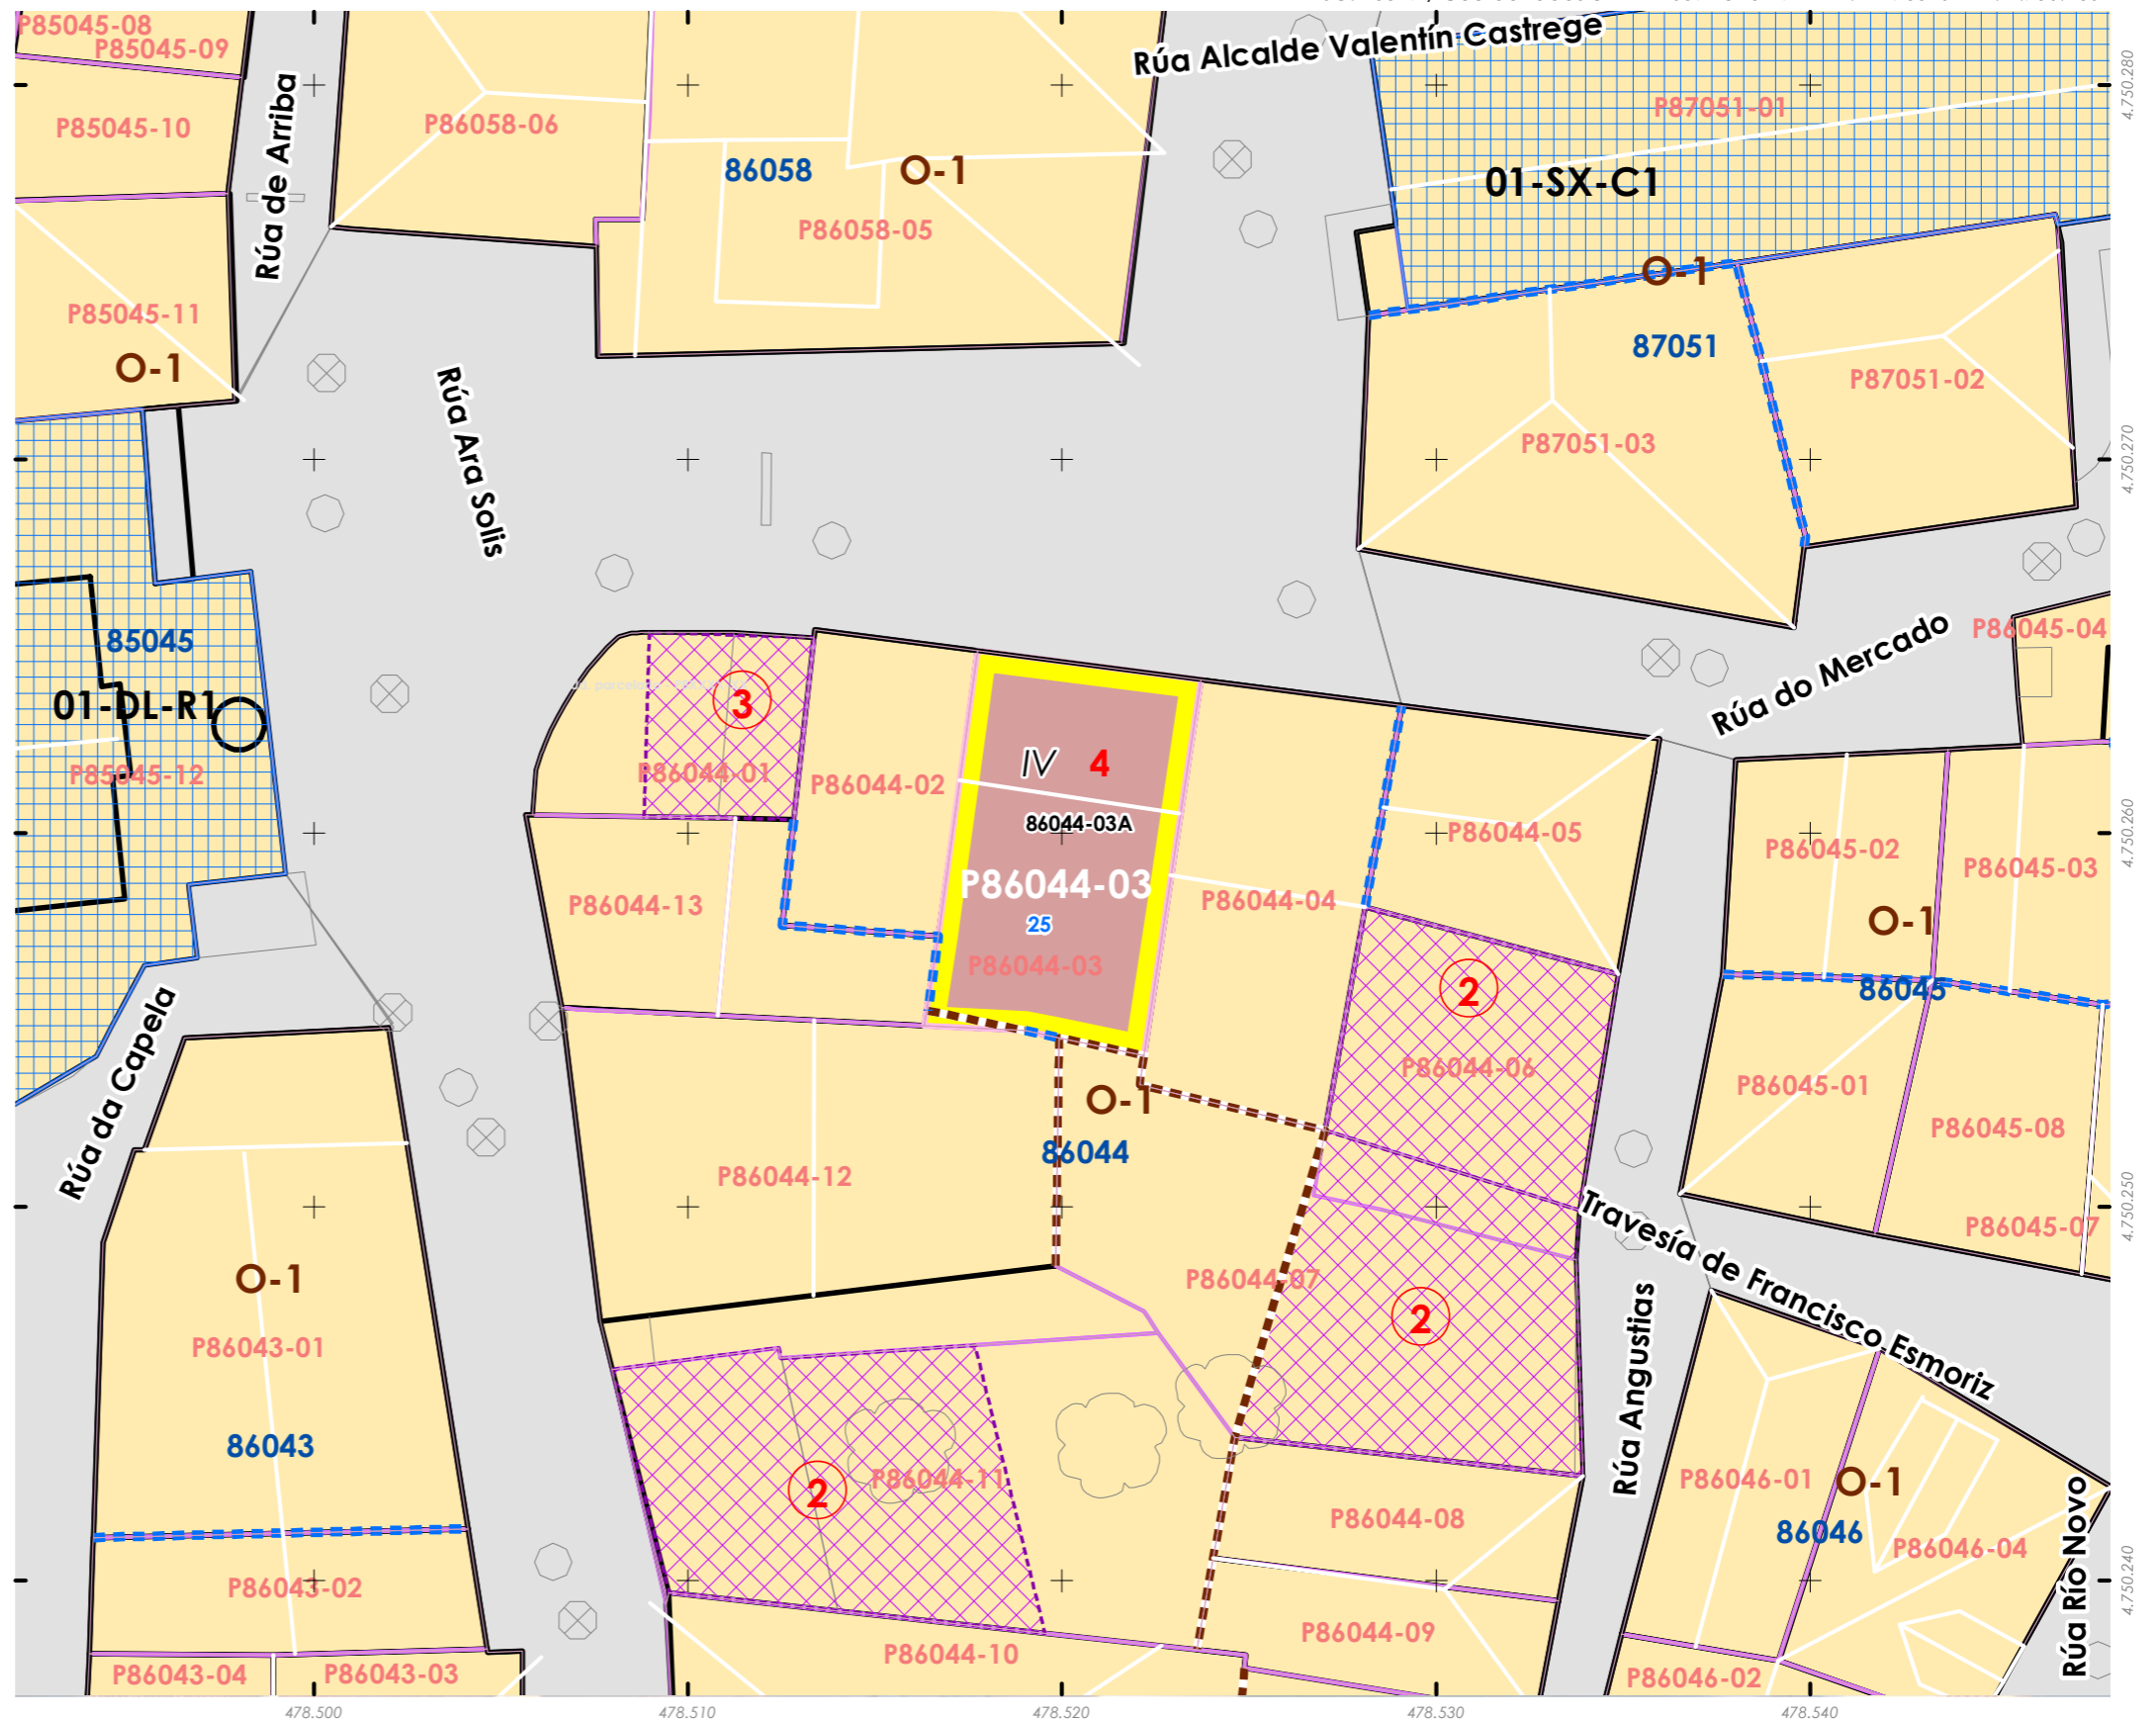 P85045-08
P85045-09
Rúa Alcalde Valentín Castrege
4.750.280
P85045-10
Rúa de Arriba
P86058-06
86058
O-1
P86058-05
P87051-01
01-SX-C1
O-1
P85045-11
O-1
87051
P87051-02
P87051-03
Rúa Ara Solis
4.750.270
85045
01-DL-R1
P85045-12
3
P86044-01
P86044-02
IV
4
86044-03A
P86044-03
25
P86044-03
P86044-04
P86044-05
Rúa do Mercado
P86045-04
4.750.260
P86045-02
P86045-03
O-1
86045
P86044-13
2
P86044-06
P86045-01
P86045-08
P86045-07
Rúa da Capela
O-1
86044
P86044-12
P86044-07
4.750.250
Travesía de Francisco Esmoriz
Rúa Angustias
2
O-1
P86043-01
86043
2
P86044-11
P86044-08
P86046-01
O-1
86046
P86046-04
Rúa Río Novo
4.750.240
P86043-02
P86044-09
P86044-10
P86043-04
P86043-03
P86046-02
478.500
478.510
478.520
478.530
478.540